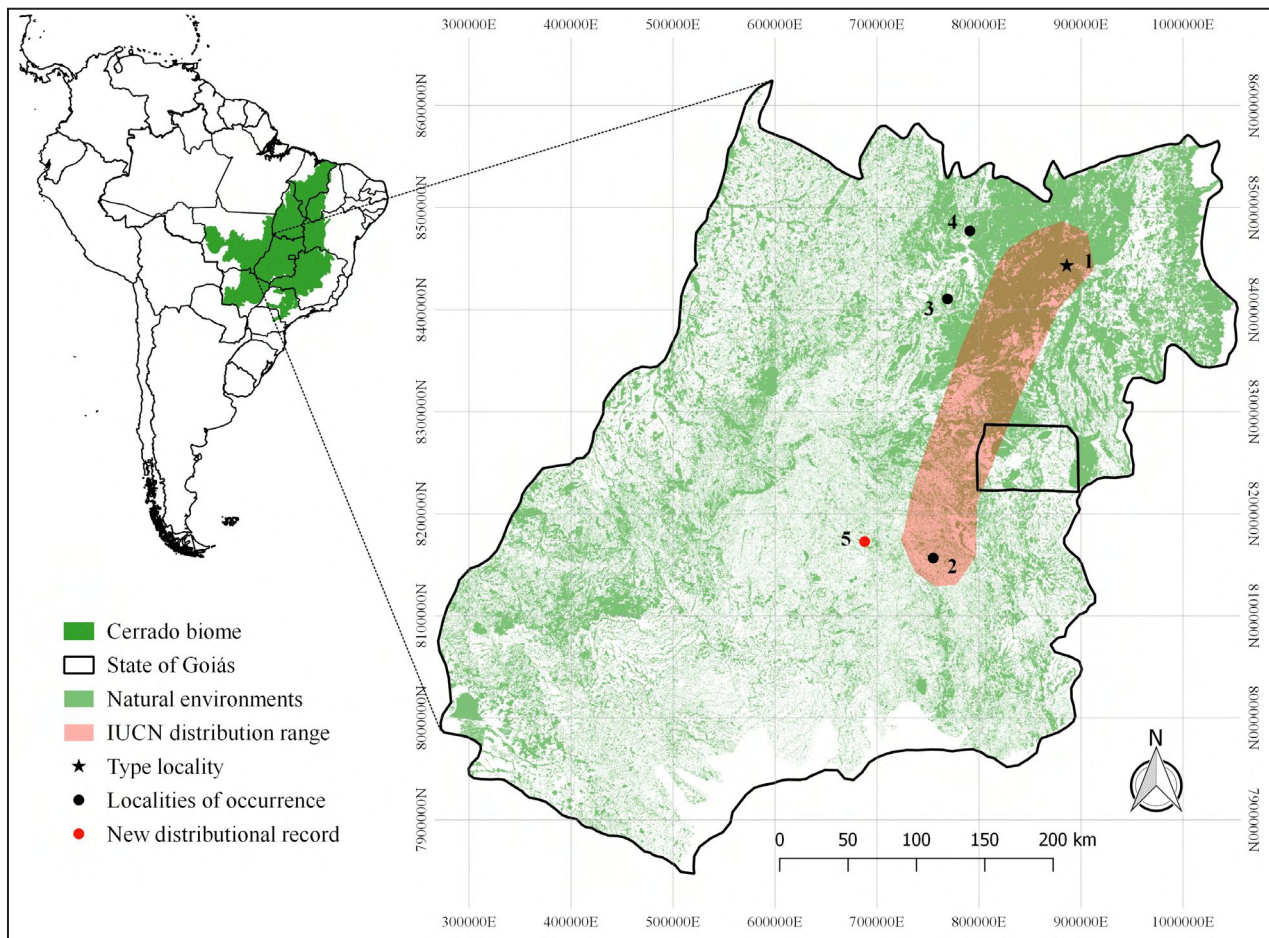 300000E 400000E 500000E 600000E 700000E 800000E 900000E 1000000E
8600000N 8600000N
8500000N 8500000N
8400000N 8400000N
8300000N 8300000N
8200000N 8200000N
8100000N 8100000N
8000000N 8000000N
7900000N 7900000N
4
1
3
5
2
Cerrado biome
State of Goiás
Natural environments
IUCN distribution range
Type locality
Localities of occurrence
New distributional record
N
0 50 100 150 200 km
300000E 400000E 500000E 600000E 700000E 800000E 900000E 1000000E